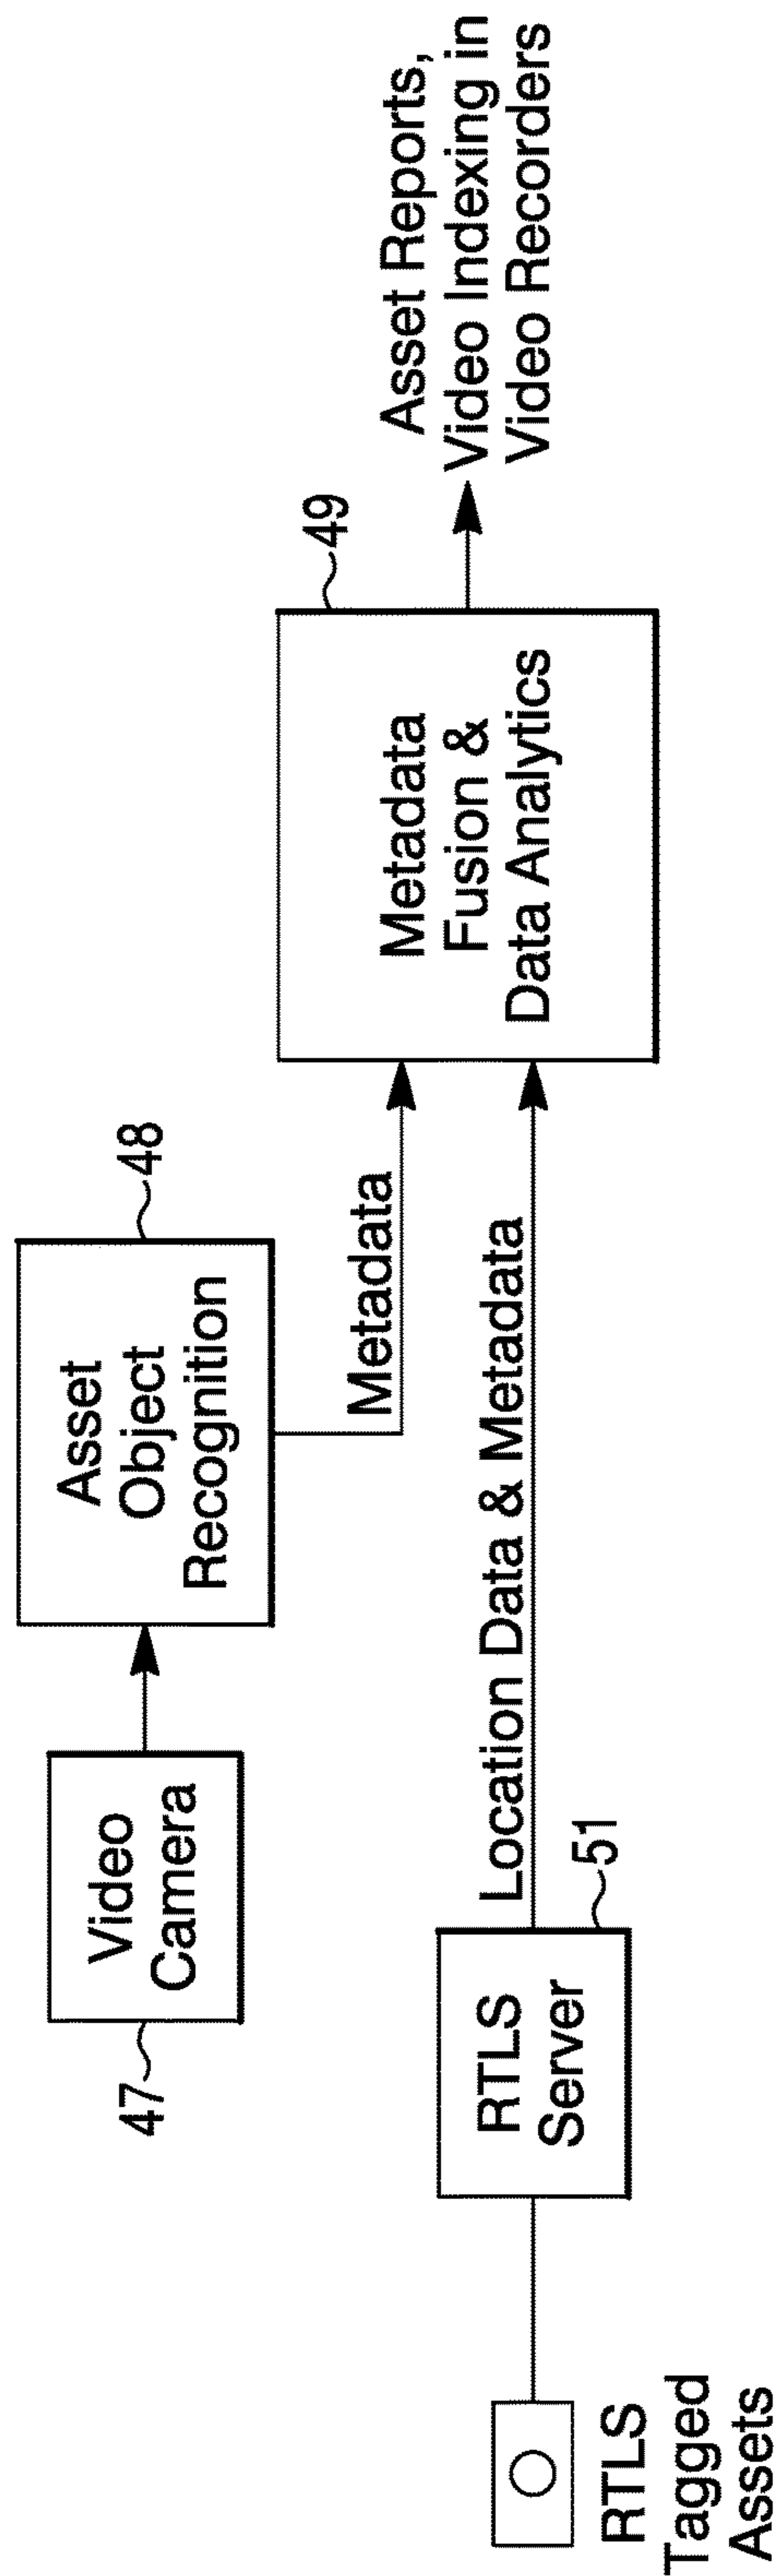 47
Video
Camera
Asset
Object
Recognition
48
Metadata
RTLS
Tagged
Assets
RTLS
Server
51
Location Data & Metadata
Metadata
Fusion &
Data Analytics
49
Asset Reports,
Video Indexing in
Video Recorders